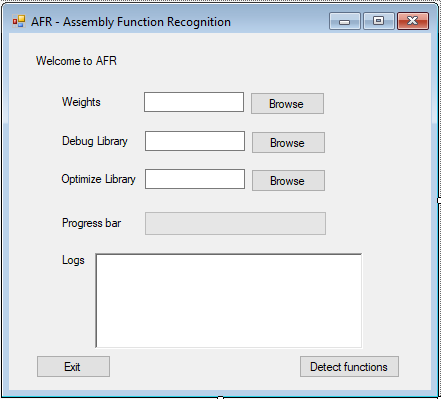 AFR - Assembly Function Recognition
Welcome to AFR
Weights Browse
Debug Library Browse
Optimize Library Browse
Progress bar
Logs
Exit Detect functions